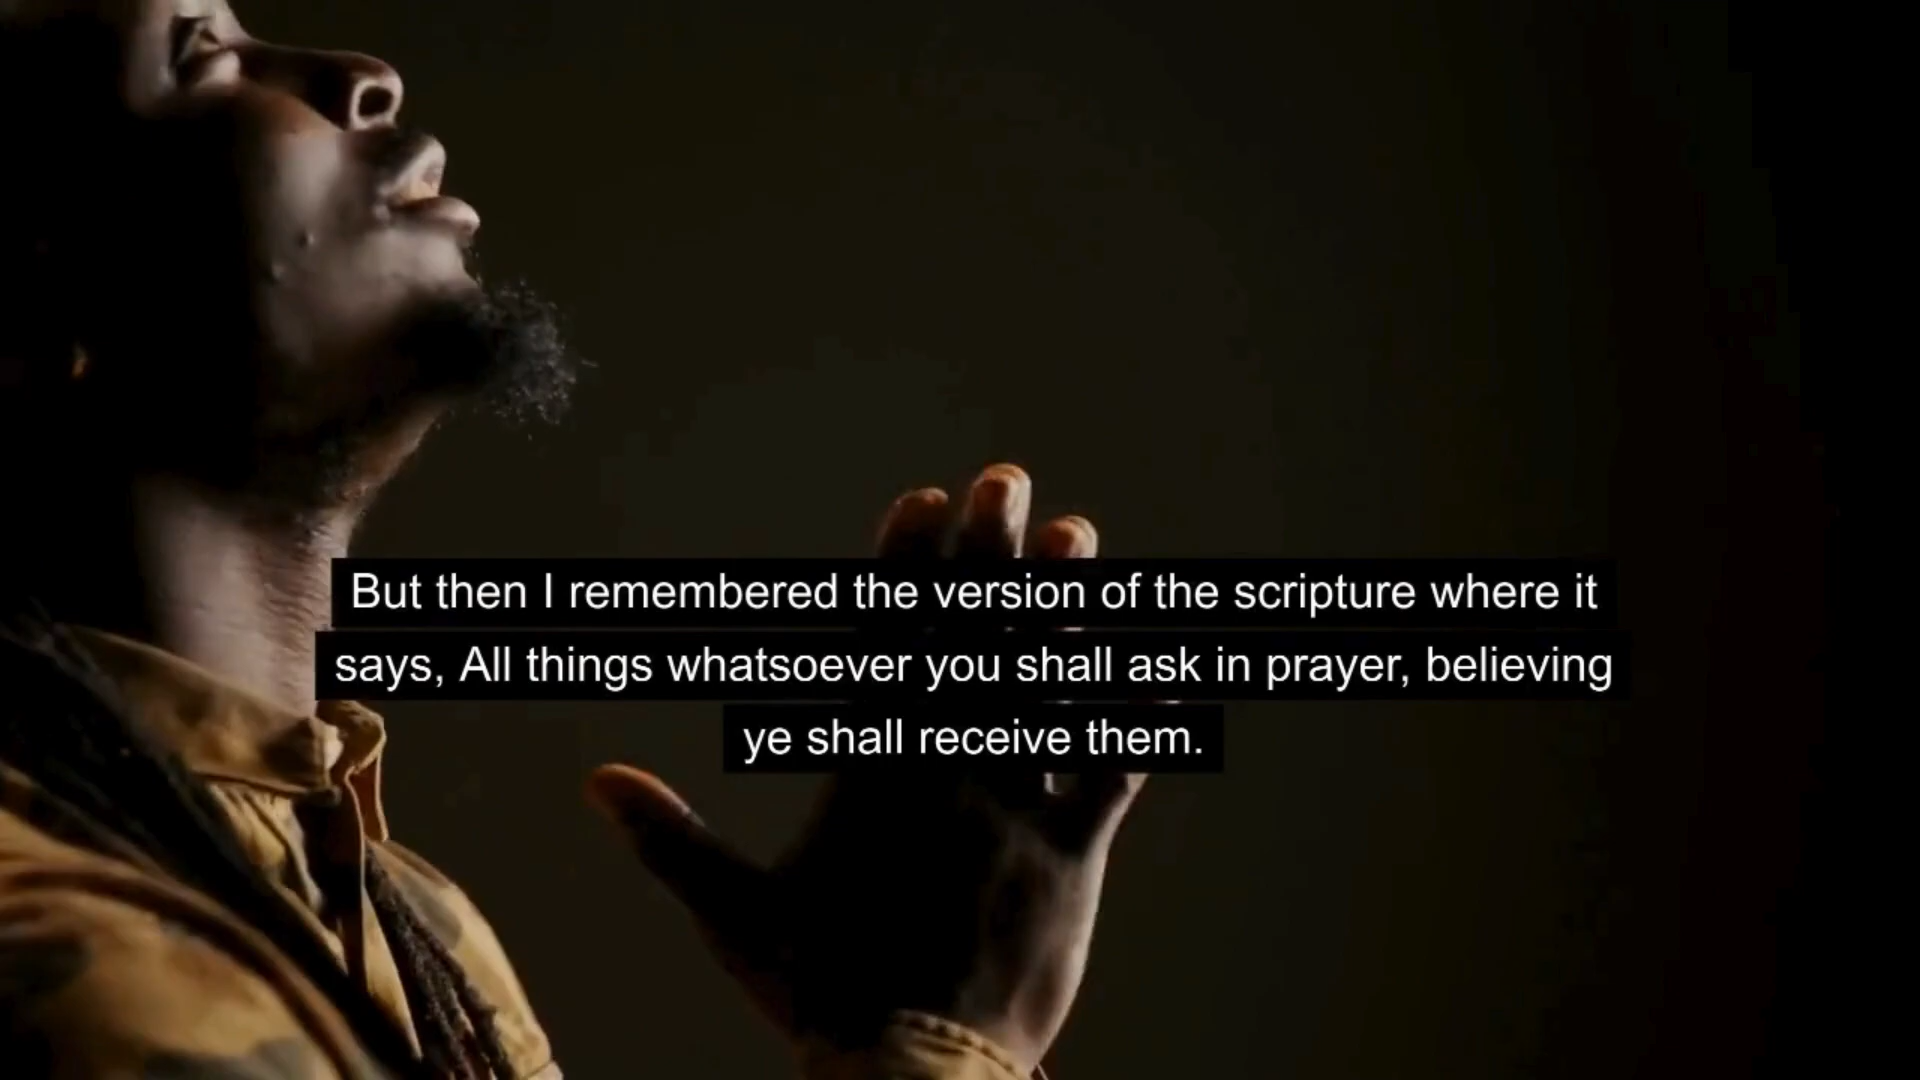 But then I remembered the version of the scripture where it
says, All things whatsoever you shall ask in prayer, believing
ye shall receive them.